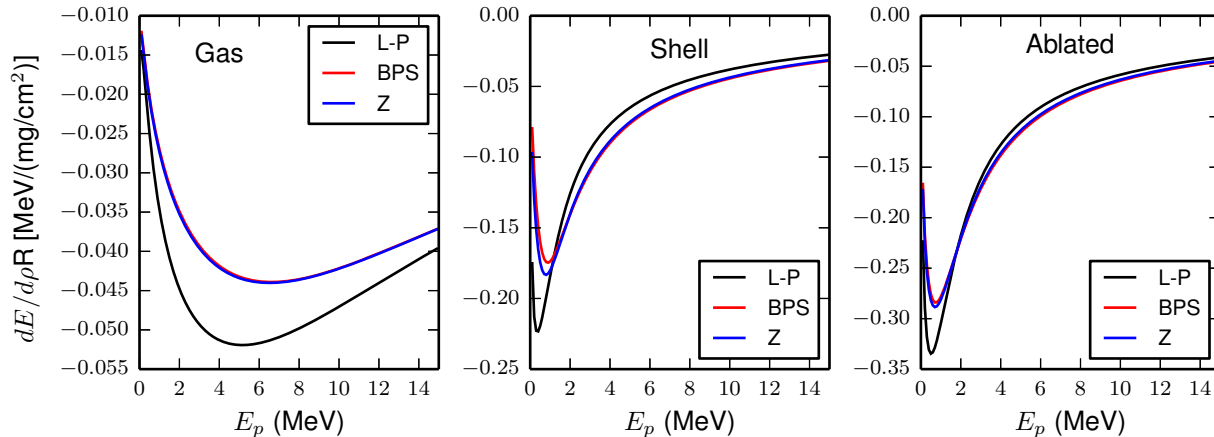 Gas
L-P
BPS
Z
−0.010
−0.015
−0.020
−0.025
−0.030
−0.035
−0.040
−0.045
−0.050
−0.055
dE/dρR [MeV/(mg/cm²)]
0 2 4 6 8 10 12 14
E_p (MeV)
Shell
0.00
−0.05
−0.10
−0.15
−0.20
−0.25
L-P
BPS
Z
0 2 4 6 8 10 12 14
E_p (MeV)
Ablated
0.00
−0.05
−0.10
−0.15
−0.20
−0.25
−0.30
−0.35
L-P
BPS
Z
0 2 4 6 8 10 12 14
E_p (MeV)